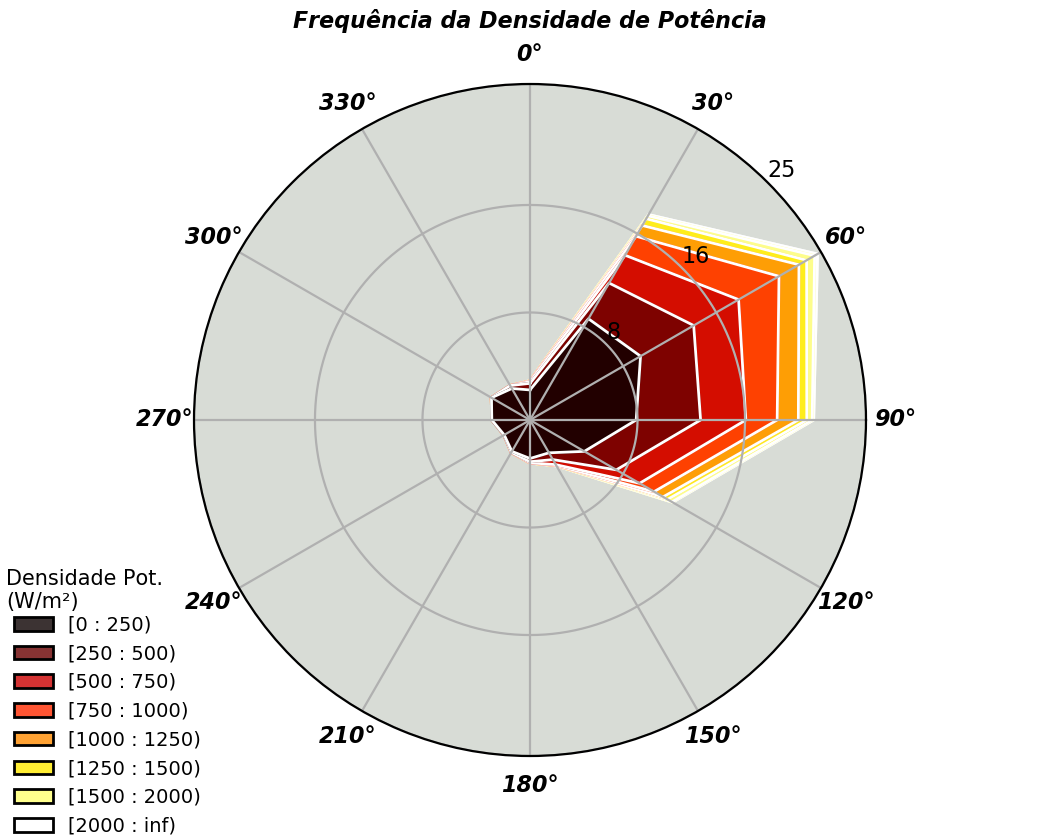 Frequência da Densidade de Potência
0°
330°
30°
25
300°
60°
16
8
270°
90°
240°
120°
210°
150°
180°
Densidade Pot.
(W/m²)
[0 : 250)
[250 : 500)
[500 : 750)
[750 : 1000)
[1000 : 1250)
[1250 : 1500)
[1500 : 2000)
[2000 : inf)